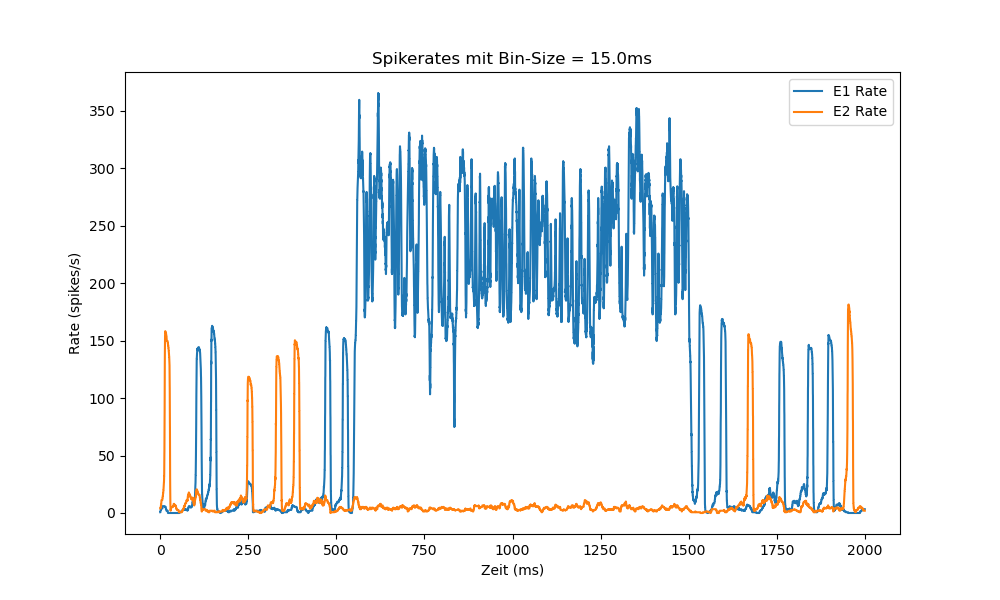 Spikerates mit Bin-Size = 15.0ms
E1 Rate
E2 Rate
Rate (spikes/s)
350
300
250
200
150
100
50
0
0 250 500 750 1000 1250 1500 1750 2000
Zeit (ms)